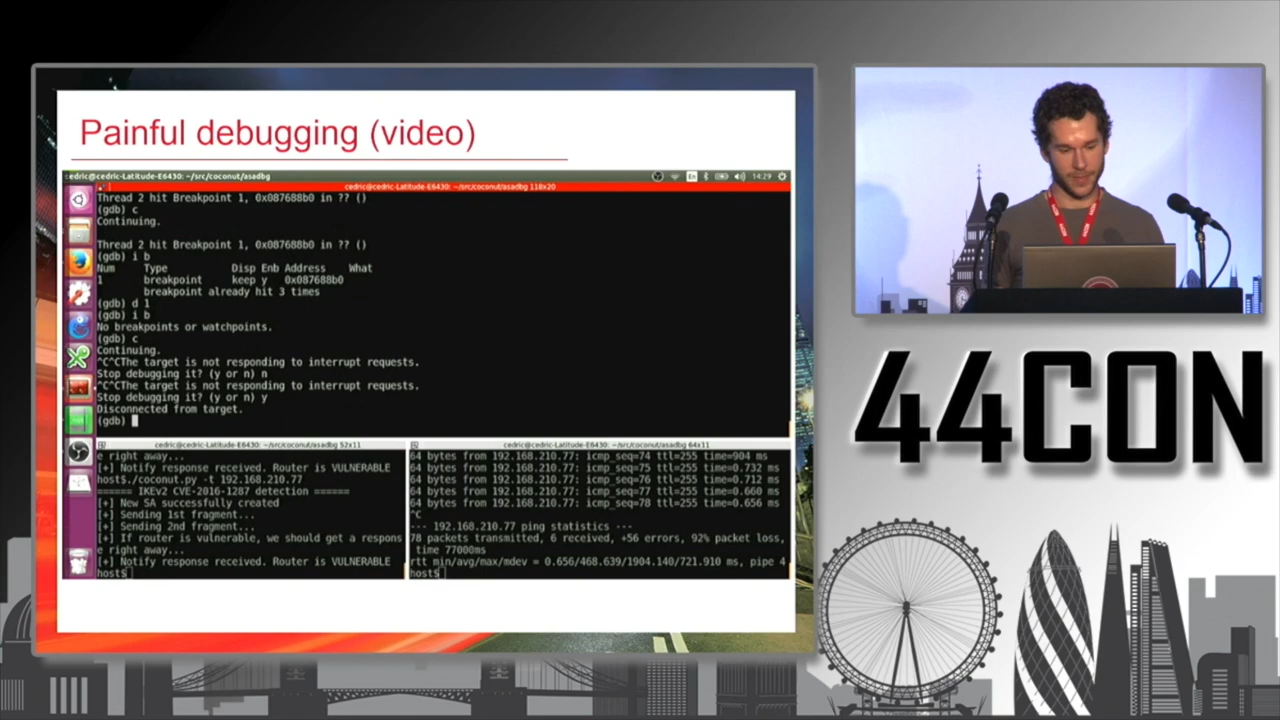 Painful debugging (video)
cedric@cedric-Latitude-E6430: ~/src/coconut/asadbg
En
14:29
cedric@cedric-Latitude-E6430: ~/src/coconut/asadbg 118x20
Thread 2 hit Breakpoint 1, 0x087688b0 in ?? ()
(gdb) c
Continuing.
Thread 2 hit Breakpoint 1, 0x087688b0 in ?? ()
(gdb) i b
Num Type Disp Enb Address What
1 breakpoint keep y 0x087688b0
breakpoint already hit 3 times
(gdb) d 1
(gdb) i b
No breakpoints or watchpoints.
(gdb) c
Continuing.
^C^CThe target is not responding to interrupt requests.
Stop debugging it? (y or n) n
^C^CThe target is not responding to interrupt requests.
Stop debugging it? (y or n) y
Disconnected from target.
(gdb)
cedric@cedric-Latitude-E6430: ~/src/coconut/asadbg 52x11
e right away...
[+] Notify response received. Router is VULNERABLE
host$./coconut.py -t 192.168.210.77
====== IKEv2 CVE-2016-1287 detection ======
[+] New SA successfully created
[+] Sending 1st fragment...
[+] Sending 2nd fragment...
[+] If router is vulnerable, we should get a respons
e right away...
[+] Notify response received. Router is VULNERABLE
host$
cedric@cedric-Latitude-E6430: ~/src/coconut/asadbg 64x11
64 bytes from 192.168.210.77: icmp_seq=74 ttl=255 time=904 ms
64 bytes from 192.168.210.77: icmp_seq=75 ttl=255 time=0.732 ms
64 bytes from 192.168.210.77: icmp_seq=76 ttl=255 time=0.712 ms
64 bytes from 192.168.210.77: icmp_seq=77 ttl=255 time=0.660 ms
64 bytes from 192.168.210.77: icmp_seq=78 ttl=255 time=0.656 ms
^C
--- 192.168.210.77 ping statistics ---
78 packets transmitted, 6 received, +56 errors, 92% packet loss,
time 77000ms
rtt min/avg/max/mdev = 0.656/468.639/1904.140/721.910 ms, pipe 4
host$
44CON